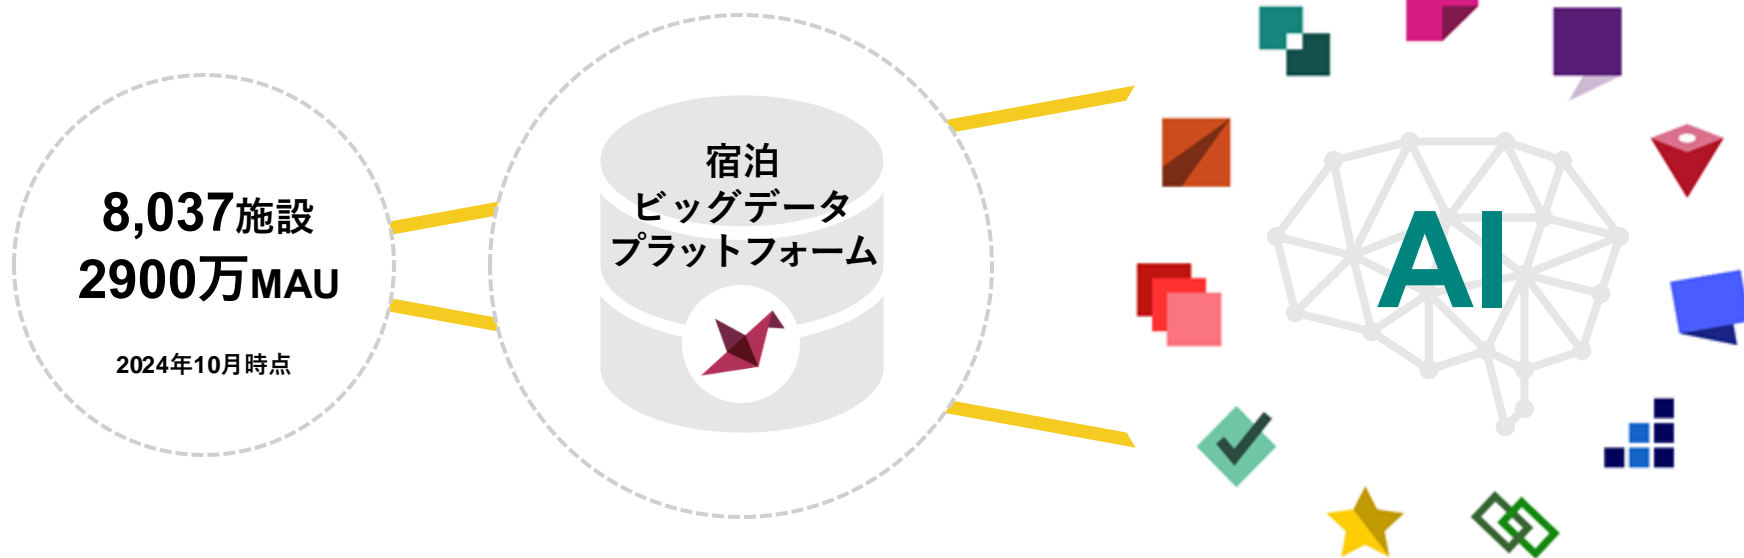 8,037施設
2900万MAU
2024年10月時点
宿泊
ビッグデータ
プラットフォーム
AI